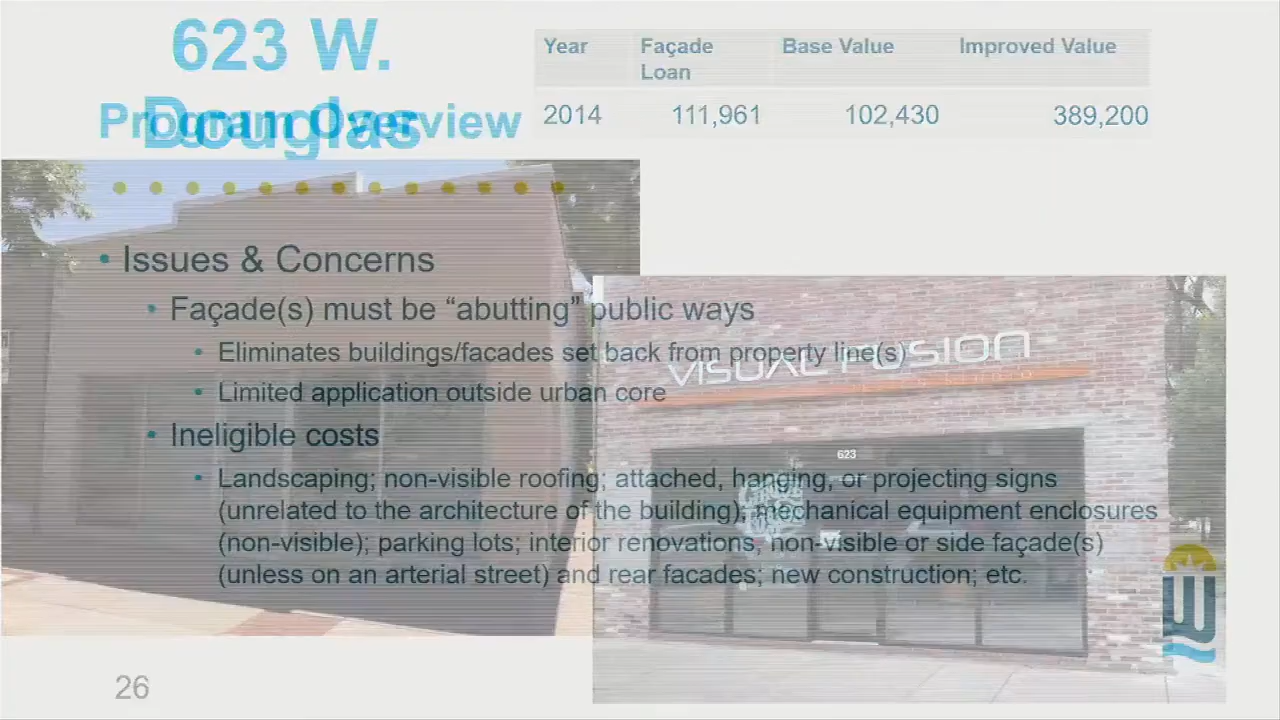 623 W.
Douglas
Program Overview
Year Façade Loan Base Value Improved Value
2014 111,961 102,430 389,200
• Issues & Concerns
• Façade(s) must be “abutting” public ways
• Eliminates buildings/facades set back from property line(s)
• Limited application outside urban core
• Ineligible costs
• Landscaping; non-visible roofing; attached, hanging, or projecting signs
(unrelated to the architecture of the building); mechanical equipment enclosures
(non-visible); parking lots; interior renovations, non-visible or side façade(s)
(unless on an arterial street) and rear facades; new construction; etc.
VISUAL FUSION
623
26